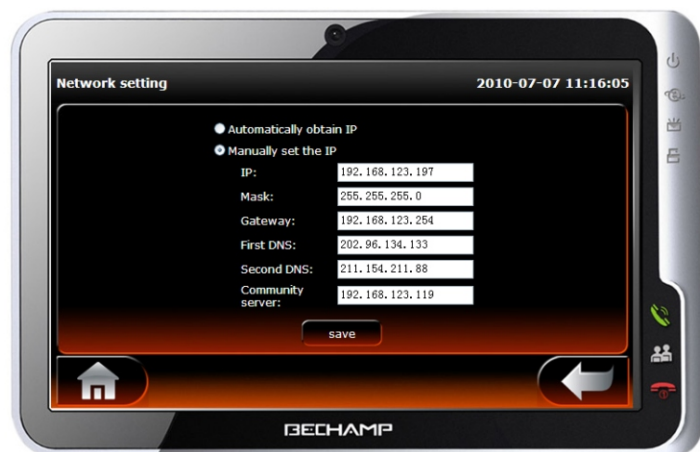 Network setting
2010-07-07 11:16:05
Automatically obtain IP
Manually set the IP
IP:
192.168.123.197
Mask:
255.255.255.0
Gateway:
192.168.123.254
First DNS:
202.96.134.133
Second DNS:
211.154.211.88
Community
server:
192.168.123.119
save
BECHAMP